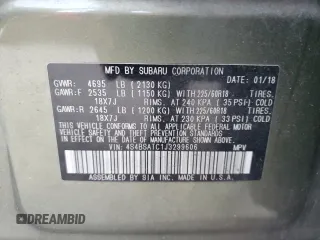 MFD BY SUBARU CORPORATION 01/18
GVWR: 4695 LB (2130 KG)
GAWR:F 2535 LB (1150 KG) WITH 225/60R18 TIRES,
18X7J RIMS, AT 240 KPA (35 PSI) COLD
GAWR:R 2645 LB (1200 KG) WITH 225/60R18 TIRES,
18X7J RIMS, AT 230 KPA (33 PSI) COLD
THIS VEHICLE CONFORMS TO ALL APPLICABLE
FEDERAL MOTOR VEHICLE SAFETY, BUMPER, AND
THEFT PREVENTION STANDARDS IN EFFECT ON THE
DATE OF MANUFACTURE SHOWN ABOVE.
VIN: 4S4BSATC1J3299606 MPV
ASSEMBLED BY SIA INC, MADE IN U.S.A.
DREAMBID